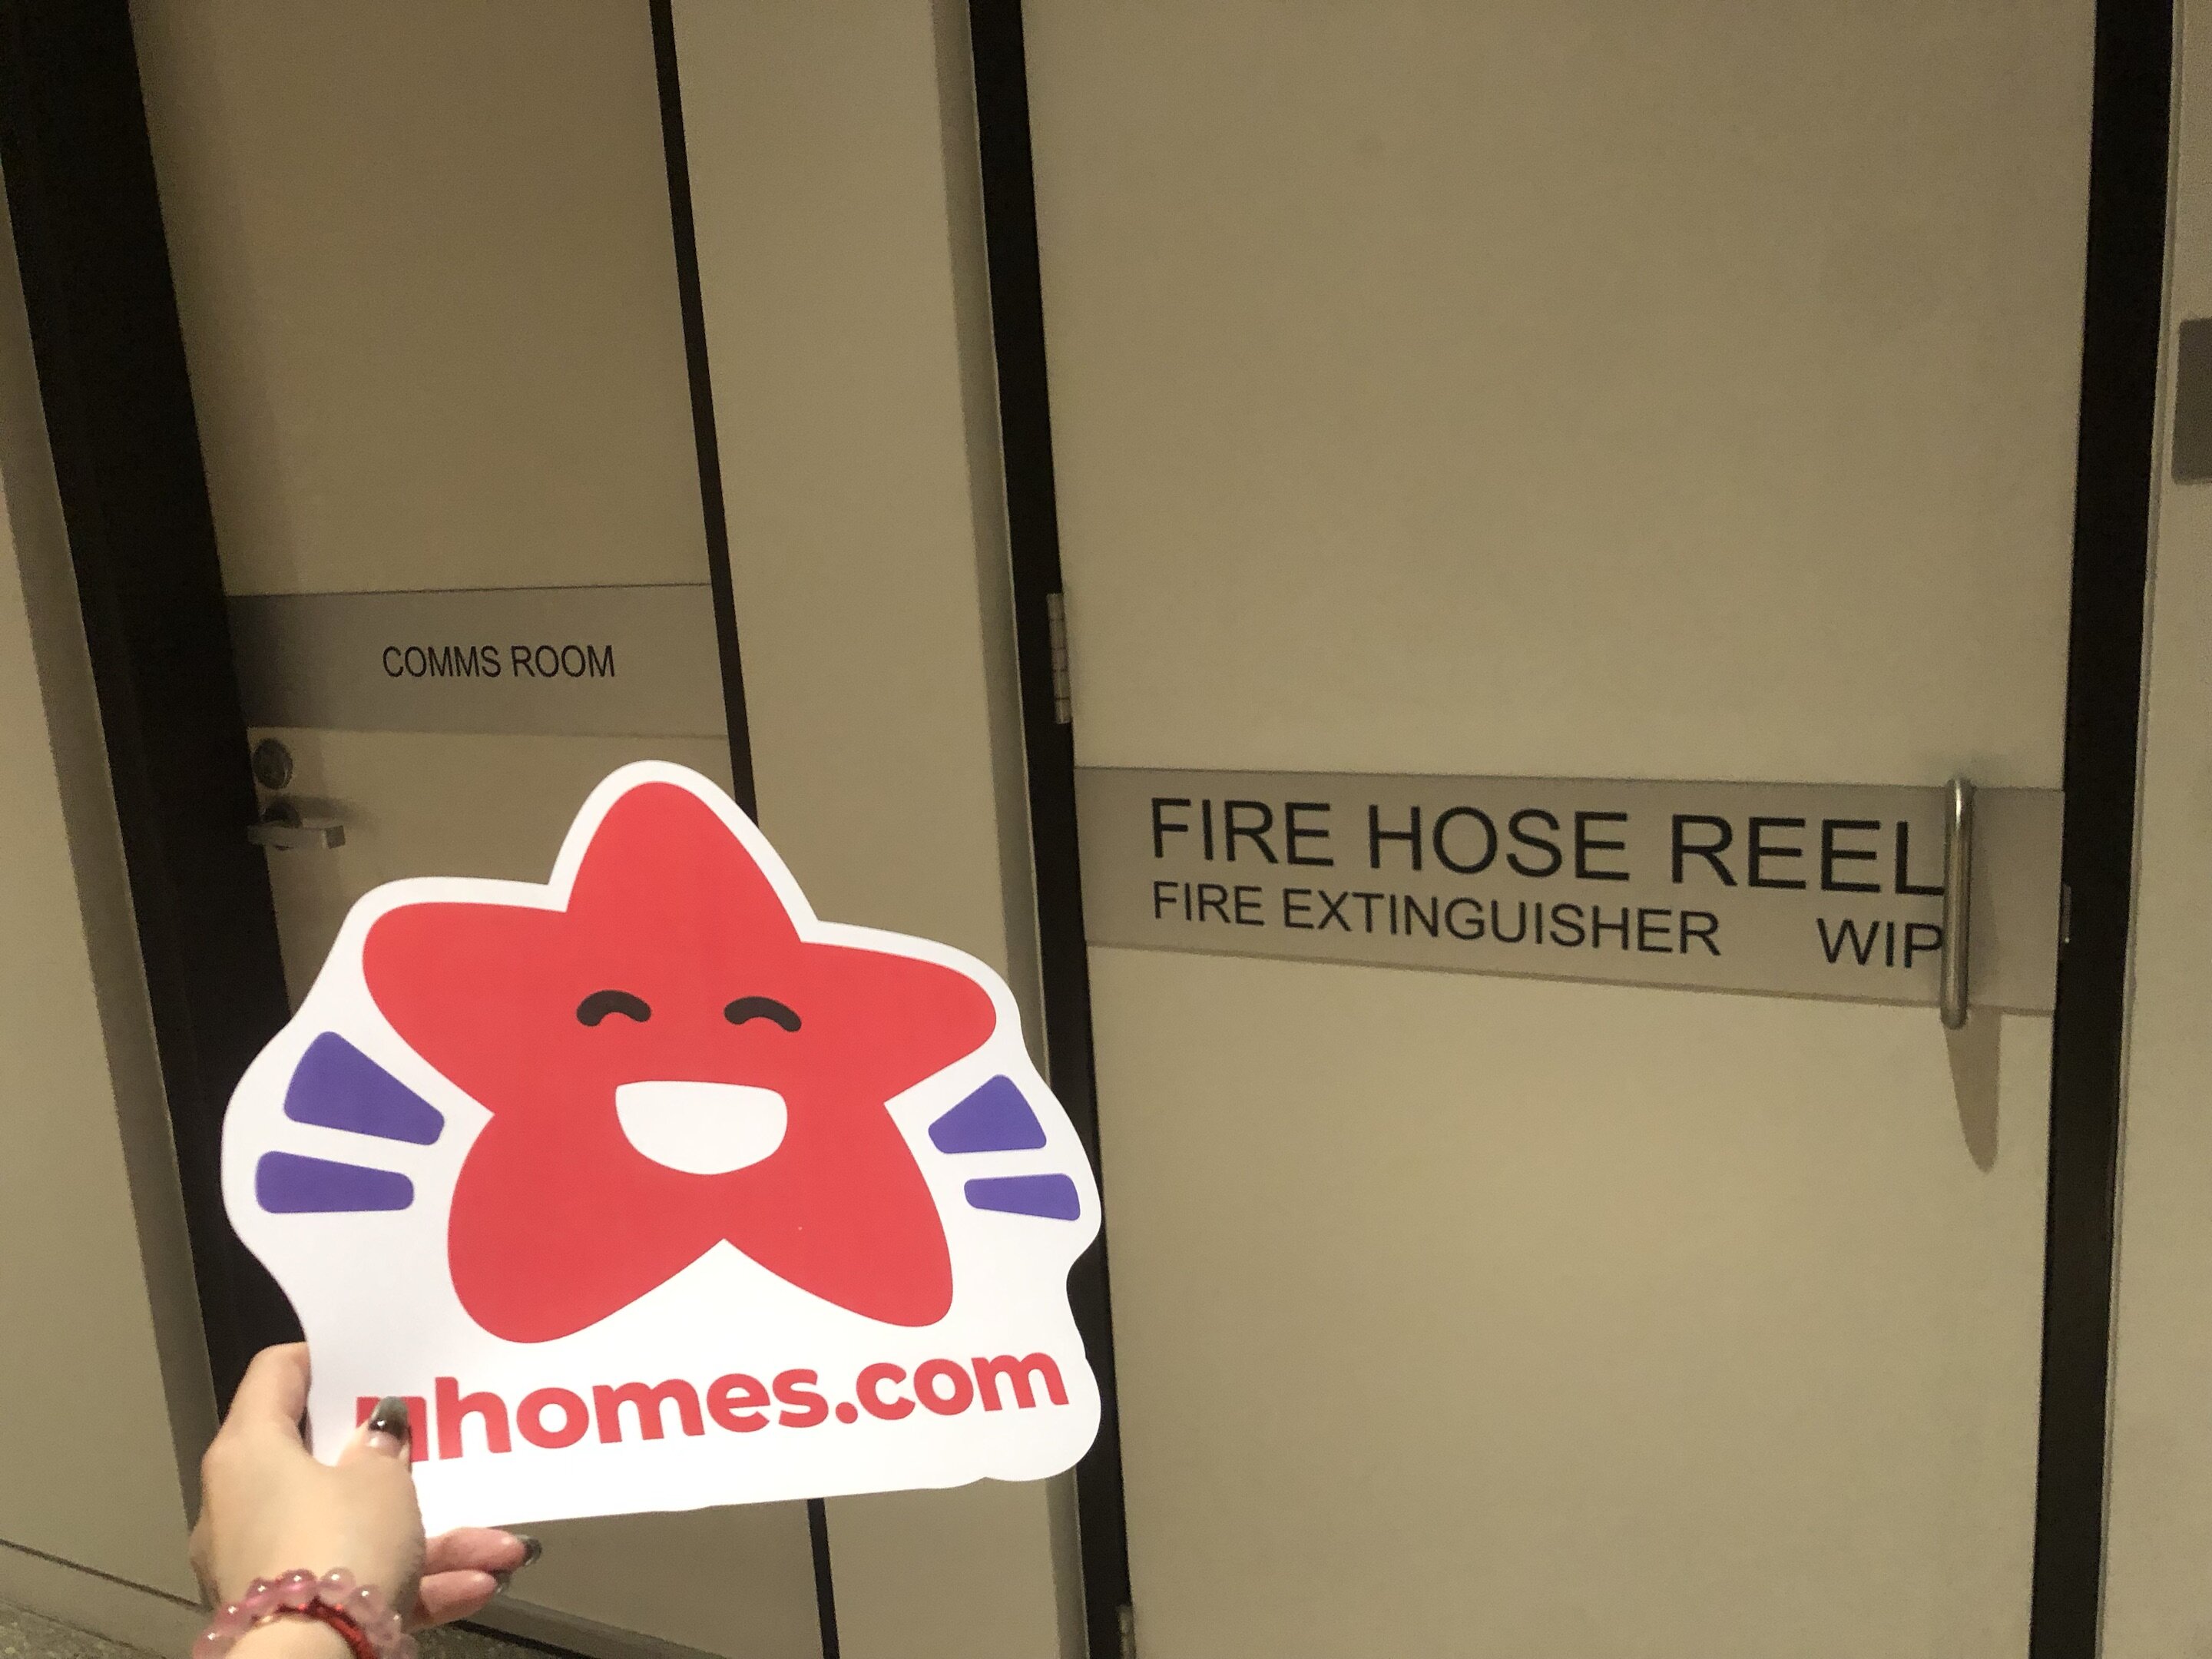 COMMS ROOM
FIRE HOSE REEL
FIRE EXTINGUISHER WIP
uhomes.com